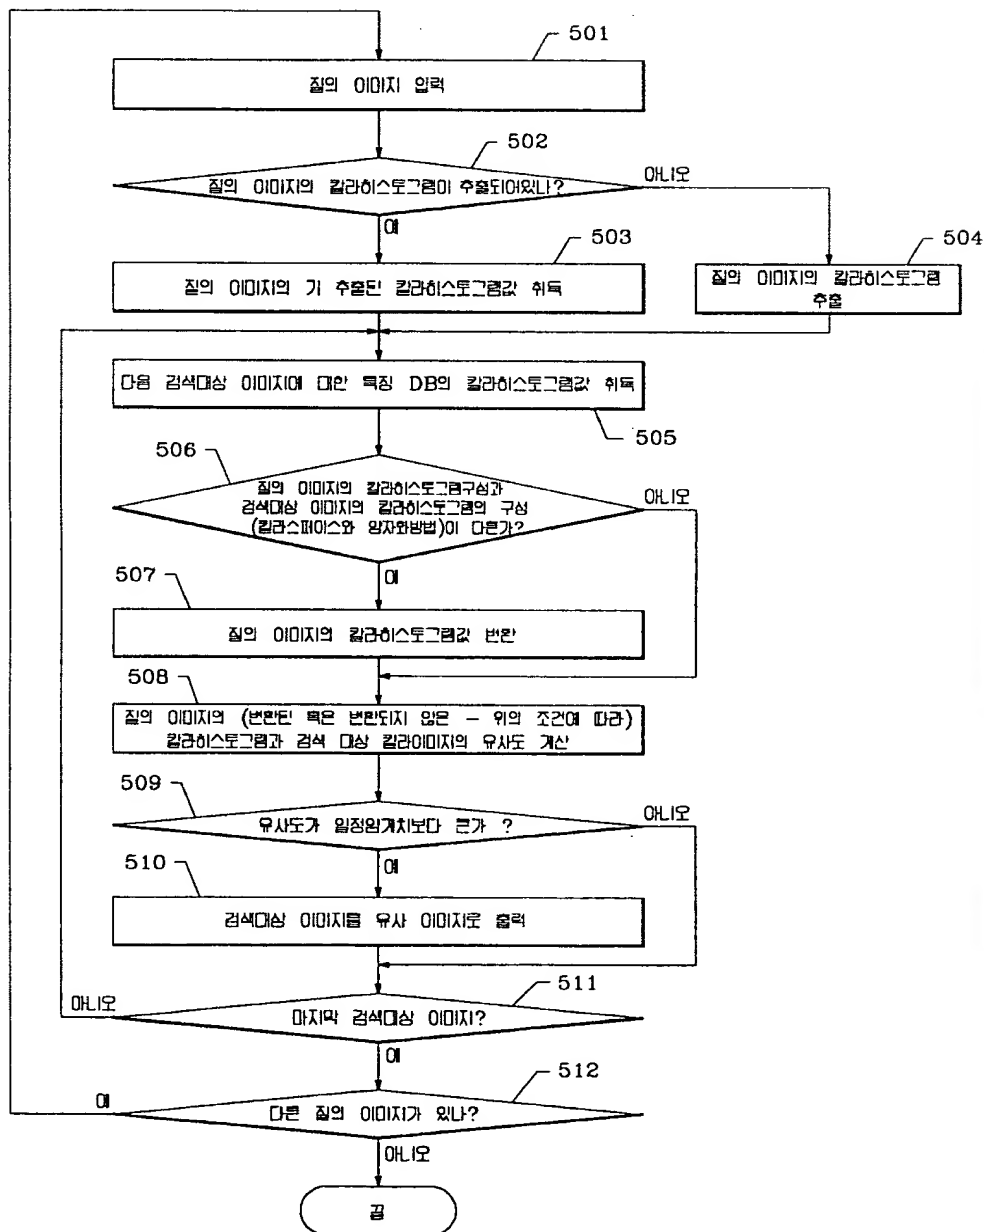 501
질의 이미지 입력
502
질의 이미지의 칼라히스토그램이 추출되어있나?
아니오
예
503
504
질의 이미지의 기 추출된 칼라히스토그램값 취득
질의 이미지의 칼라히스토그램
추출
다음 검색대상 이미지에 대한 특징 DB의 칼라히스토그램값 취득
505
506
질의 이미지의 칼라히스토그램구성과
검색대상 이미지의 칼라히스토그램의 구성
(칼라스페이스와 양자화방법)이 다른가?
아니오
예
507
질의 이미지의 칼라히스토그램값 변환
508
질의 이미지의 (변환된 혹은 변환되지 않은 - 위의 조건에 따라)
칼라히스토그램과 검색 대상 칼라이미지의 유사도 계산
509
유사도가 일정임계치보다 큰가 ?
아니오
예
510
검색대상 이미지를 유사 이미지로 출력
511
아니오
마지막 검색대상 이미지?
예
512
예
다른 질의 이미지가 있나?
아니오
끝